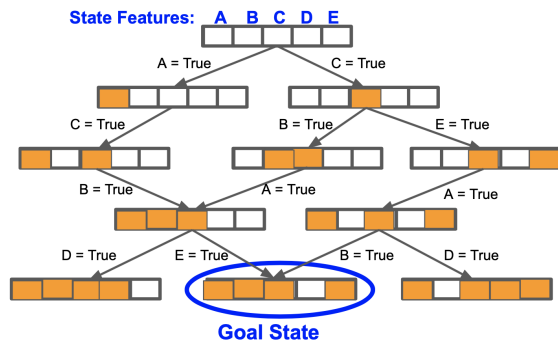 State Features: A B C D E
A = True
C = True
C = True
B = True
E = True
B = True
A = True
A = True
D = True
E = True
B = True
D = True
Goal State